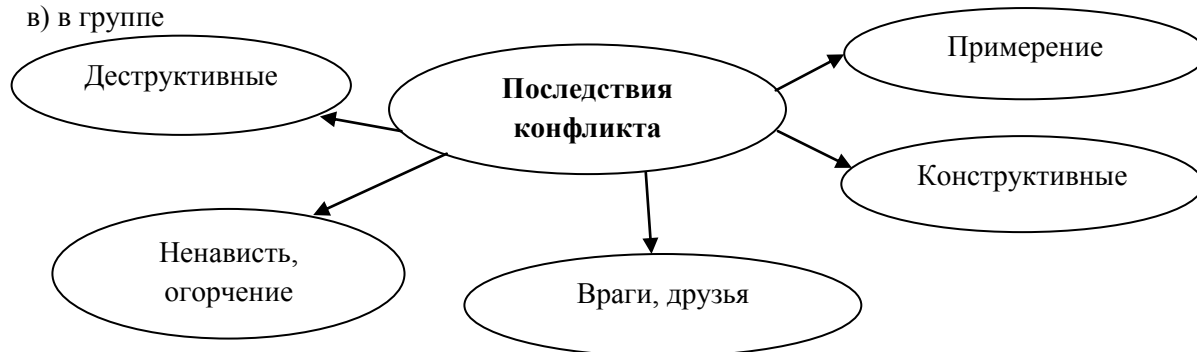 в) в группе
Деструктивные
Последствия
конфликта
Примерение
Конструктивные
Ненависть,
огорчение
Враги, друзья